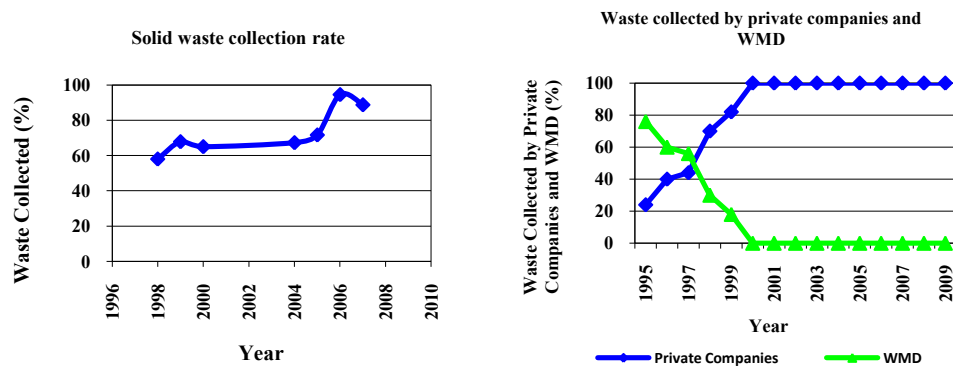 Solid waste collection rate
Waste Collected (%)
100
80
60
40
20
0
1996
1998
2000
2002
2004
2006
2008
2010
Year
Waste collected by private companies and
WMD
Waste Collected by Private
Companies and WMD (%)
100
80
60
40
20
0
1995
1997
1999
2001
2003
2005
2007
2009
Year
Private Companies
WMD